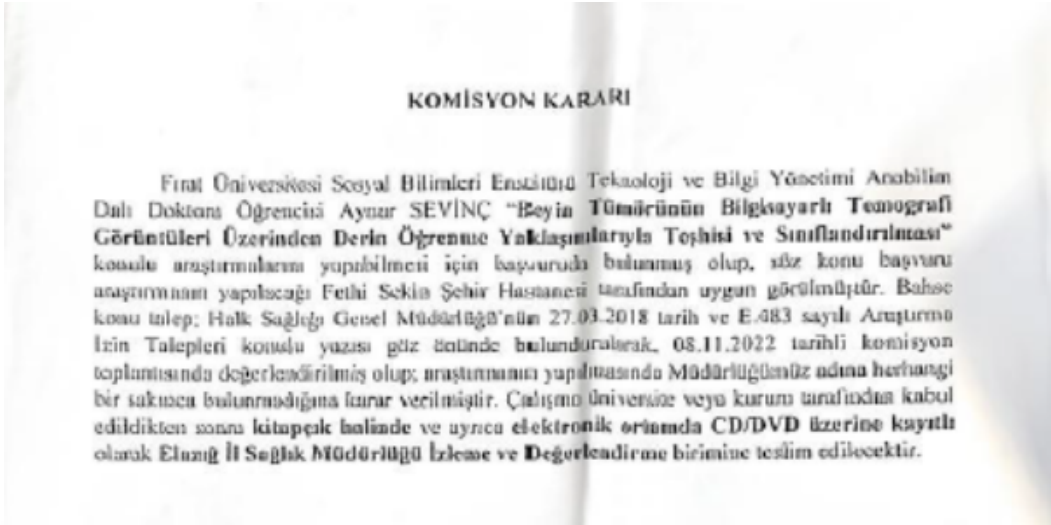 KOMİSYON KARARI
Fırat Üniversitesi Sosyal Bilimleri Enstitüsü Teknoloji ve Bilgi Yönetimi Anabilim
Dalı Doktora Öğrencisi Aynur SEVİNÇ "Beyin Tümörünün Bilgisayarlı Tomografi
Görüntüleri Üzerinden Derin Öğrenme Yaklaşımlarıyla Teşhisi ve Sınıflandırılması"
konulu araştırmalarını yapabilmesi için başvuruda bulunmuş olup, söz konu başvuru
araştırmanın yapılacağı Fethi Sekin Şehir Hastanesi tarafından uygun görülmüştür. Bahse
konu talep; Halk Sağlığı Genel Müdürlüğü'nün 27.03.2018 tarih ve E.483 sayılı Araştırma
İzin Talepleri konulu yazısı göz önünde bulundurularak, 08.11.2022 tarihli komisyon
toplantısında değerlendirilmiş olup; araştırmanın yapılmasında Müdürlüğümüz adına herhangi
bir sakınca bulunmadığına karar verilmiştir. Çalışma üniversite veya kurum tarafından kabul
edildikten sonra kitapçık halinde ve ayrıca elektronik ortamda CD/DVD üzerine kayıtlı
olarak Elazığ İl Sağlık Müdürlüğü İzleme ve Değerlendirme birimine teslim edilecektir.